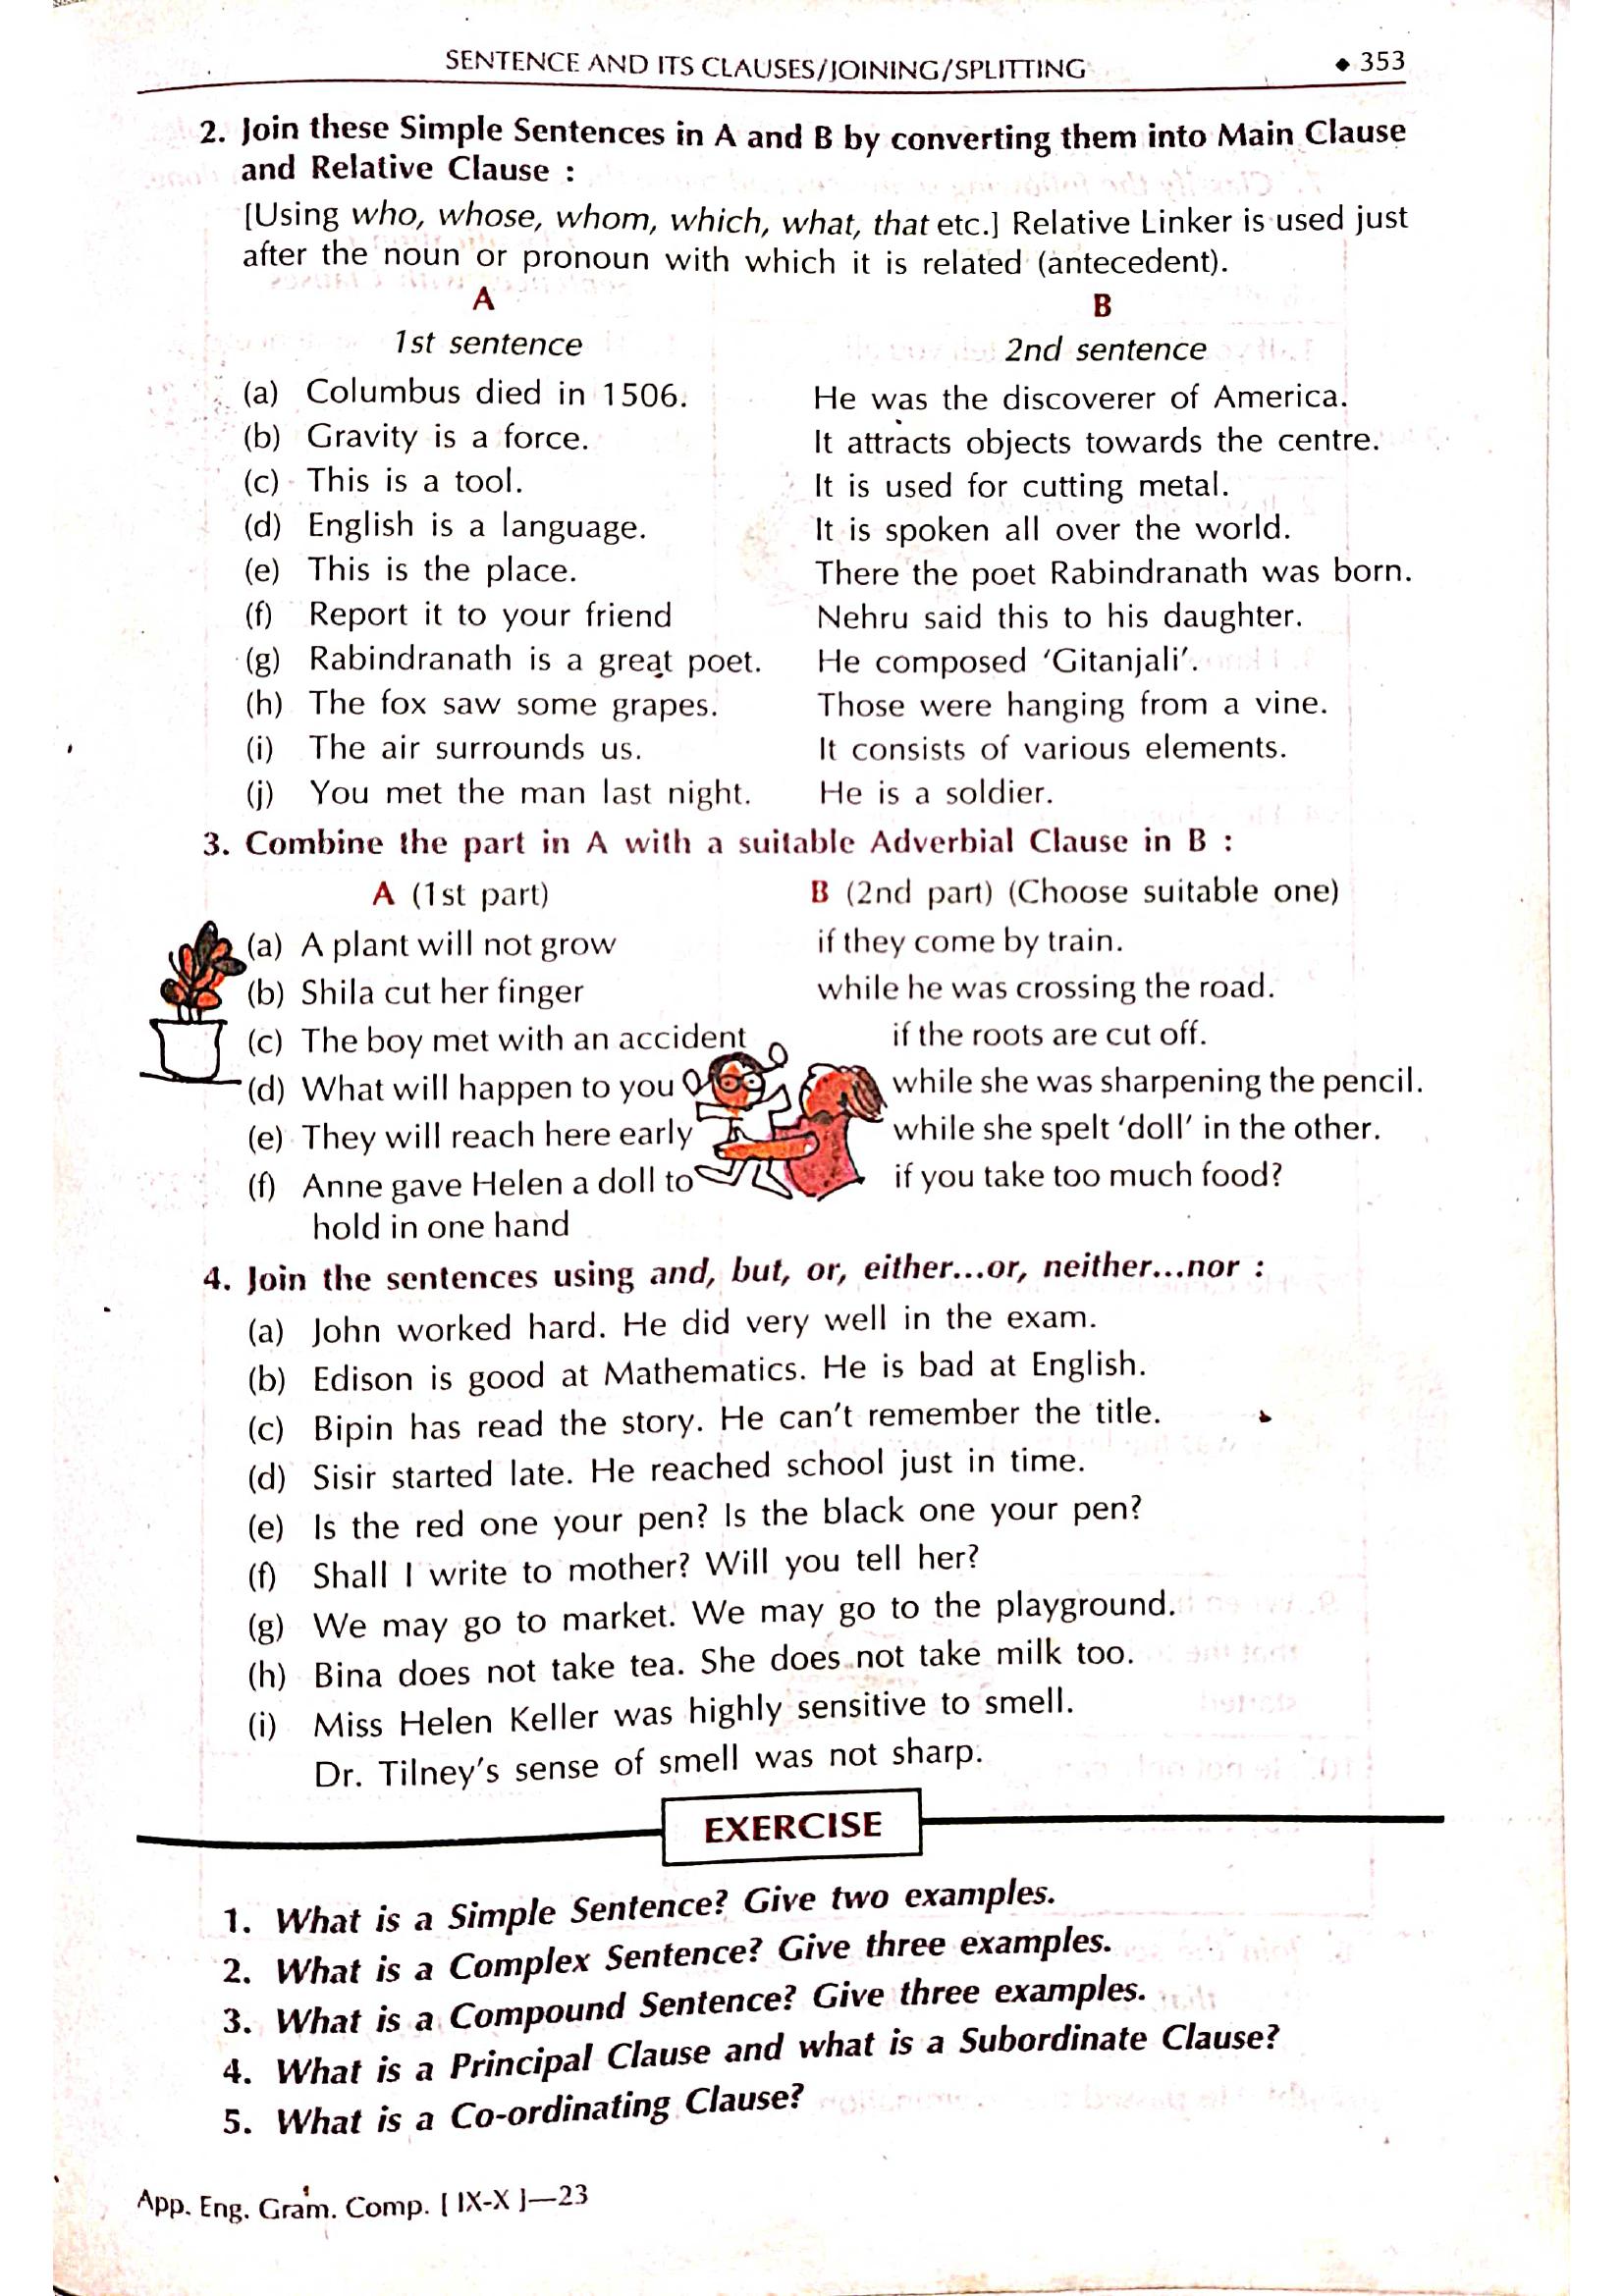 SENTENCE AND ITS CLAUSES/JOINING/SPLITTING ◆ 353
2. Join these Simple Sentences in A and B by converting them into Main Clause
and Relative Clause :
[Using who, whose, whom, which, what, that etc.] Relative Linker is used just
after the noun or pronoun with which it is related (antecedent).
A B
1st sentence 2nd sentence
(a) Columbus died in 1506. He was the discoverer of America.
(b) Gravity is a force. It attracts objects towards the centre.
(c) This is a tool. It is used for cutting metal.
(d) English is a language. It is spoken all over the world.
(e) This is the place. There the poet Rabindranath was born.
(f) Report it to your friend Nehru said this to his daughter.
(g) Rabindranath is a great poet. He composed ‘Gitanjali’.
(h) The fox saw some grapes. Those were hanging from a vine.
(i) The air surrounds us. It consists of various elements.
(j) You met the man last night. He is a soldier.
3. Combine the part in A with a suitable Adverbial Clause in B :
A (1st part) B (2nd part) (Choose suitable one)
(a) A plant will not grow if they come by train.
(b) Shila cut her finger while he was crossing the road.
(c) The boy met with an accident if the roots are cut off.
(d) What will happen to you while she was sharpening the pencil.
(e) They will reach here early while she spelt ‘doll’ in the other.
(f) Anne gave Helen a doll to if you take too much food?
hold in one hand
4. Join the sentences using and, but, or, either...or, neither...nor :
(a) John worked hard. He did very well in the exam.
(b) Edison is good at Mathematics. He is bad at English.
(c) Bipin has read the story. He can’t remember the title.
(d) Sisir started late. He reached school just in time.
(e) Is the red one your pen? Is the black one your pen?
(f) Shall I write to mother? Will you tell her?
(g) We may go to market. We may go to the playground.
(h) Bina does not take tea. She does not take milk too.
(i) Miss Helen Keller was highly sensitive to smell.
Dr. Tilney’s sense of smell was not sharp.
EXERCISE
1. What is a Simple Sentence? Give two examples.
2. What is a Complex Sentence? Give three examples.
3. What is a Compound Sentence? Give three examples.
4. What is a Principal Clause and what is a Subordinate Clause?
5. What is a Co-ordinating Clause?
App. Eng. Gram. Comp. [ IX-X ]—23